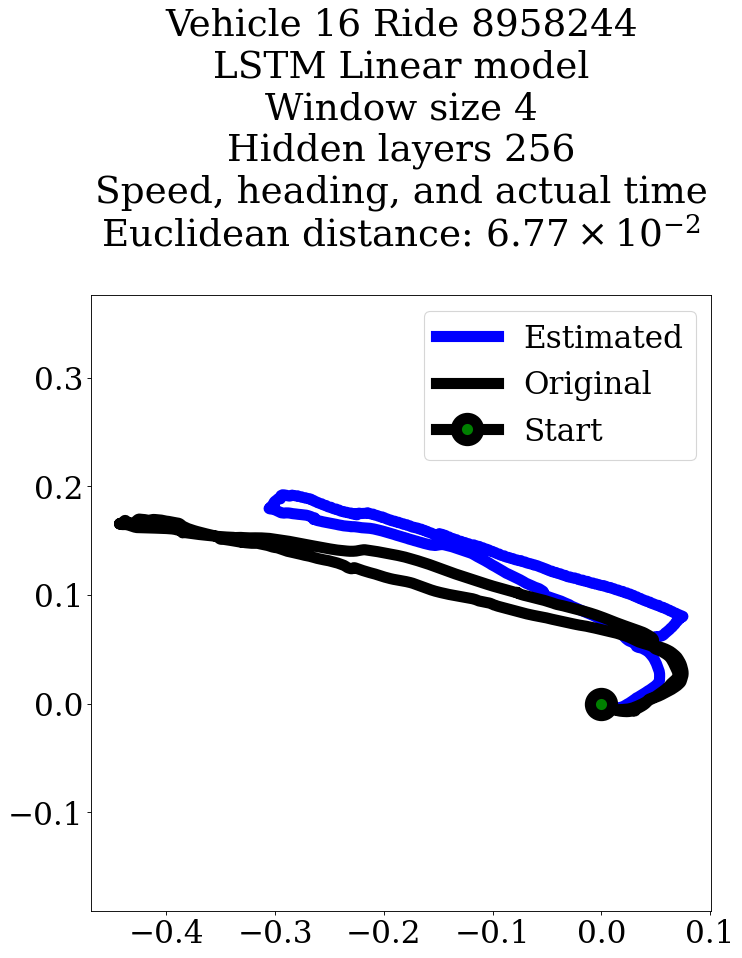 Vehicle 16 Ride 8958244
LSTM Linear model
Window size 4
Hidden layers 256
Speed, heading, and actual time
Euclidean distance: 6.77 × 10⁻²
Estimated
Original
Start
0.3
0.2
0.1
0.0
−0.1
−0.4 −0.3 −0.2 −0.1 0.0 0.1